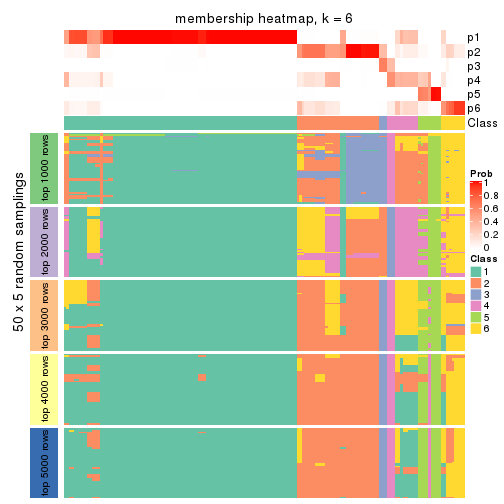 membership heatmap, k = 6
p1
p2
p3
p4
p5
p6
Class
50 x 5 random samplings
top 1000 rows
top 2000 rows
top 3000 rows
top 4000 rows
top 5000 rows
Prob
1
0.8
0.6
0.4
0.2
0
Class
1
2
3
4
5
6